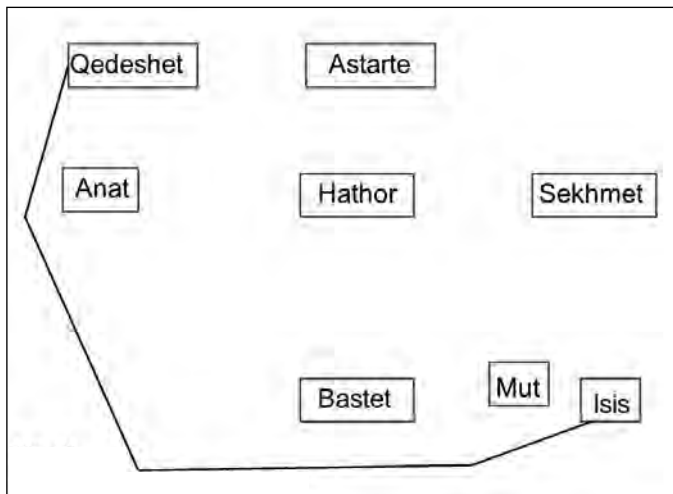 Qedeshet
Astarte
Anat
Hathor
Sekhmet
Bastet
Mut
Isis